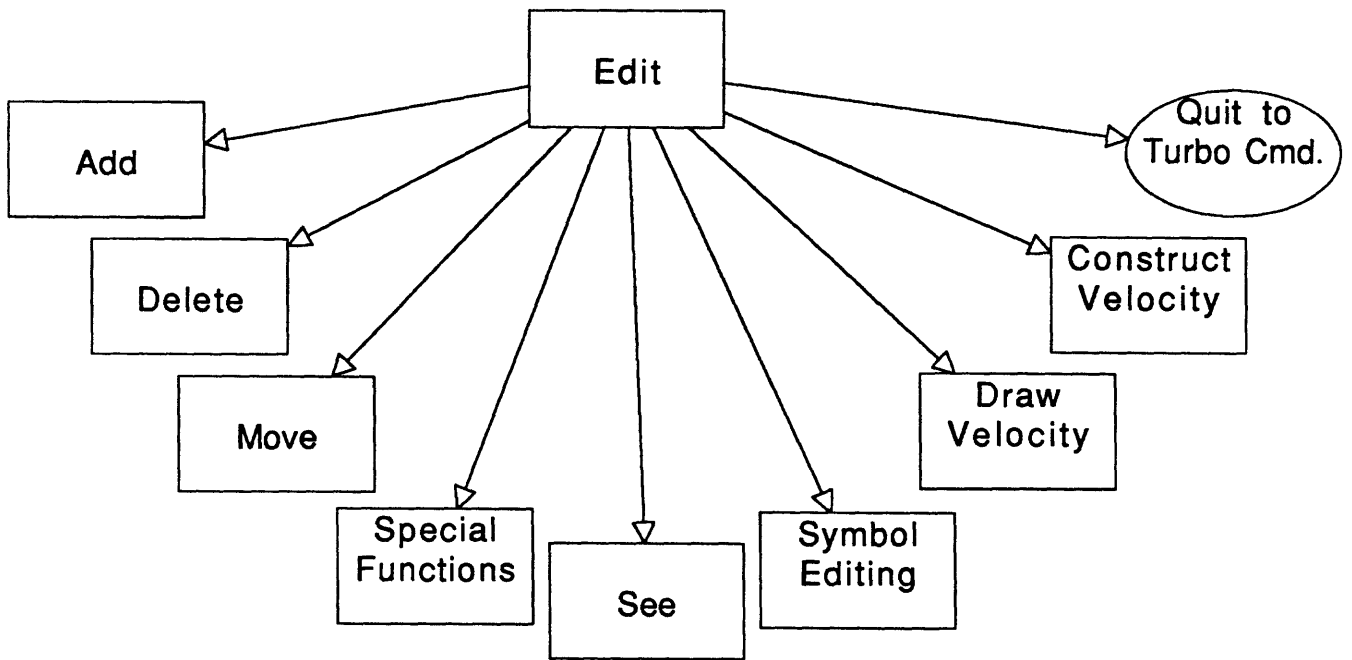 Edit
Add
Quit to
Turbo Cmd.
Delete
Construct
Velocity
Move
Draw
Velocity
Special
Functions
See
Symbol
Editing